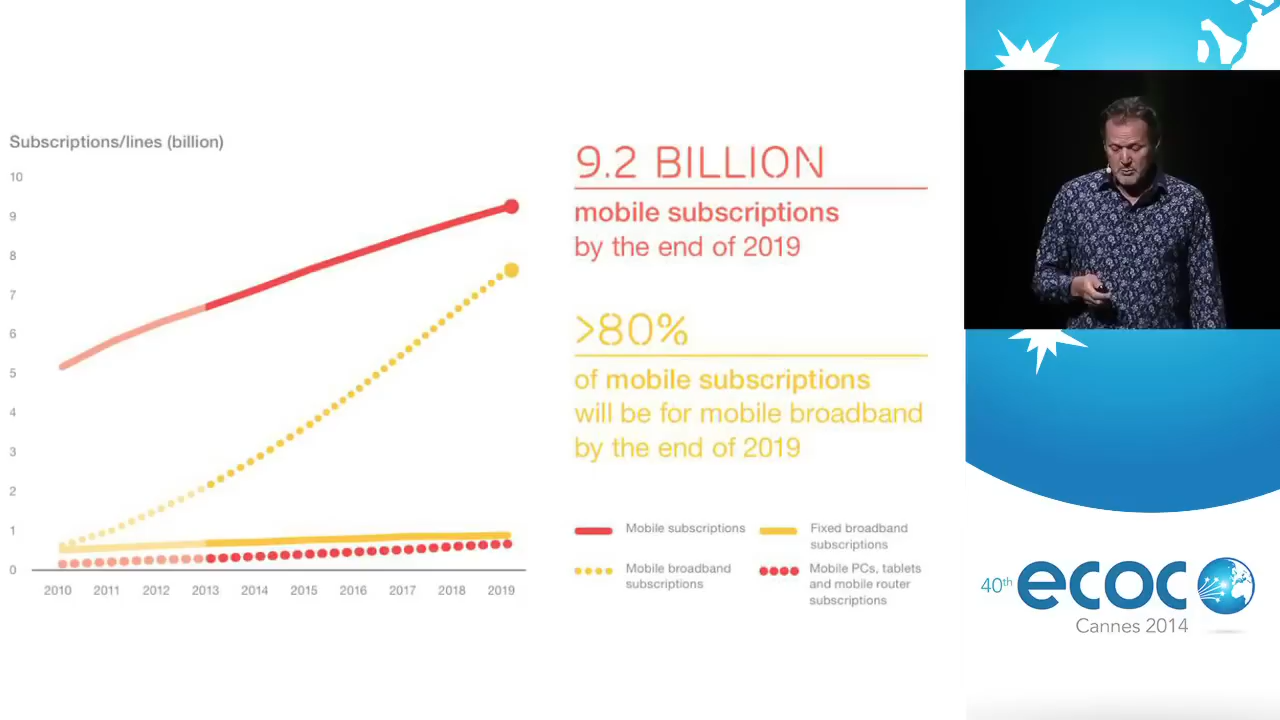 Subscriptions/lines (billion)
10
9
8
7
6
5
4
3
2
1
0
2010 2011 2012 2013 2014 2015 2016 2017 2018 2019
9.2 BILLION
mobile subscriptions
by the end of 2019
>80%
of mobile subscriptions
will be for mobile broadband
by the end of 2019
Mobile subscriptions
Fixed broadband
subscriptions
Mobile broadband
subscriptions
Mobile PCs, tablets
and mobile router
subscriptions
40th ecoc
Cannes 2014